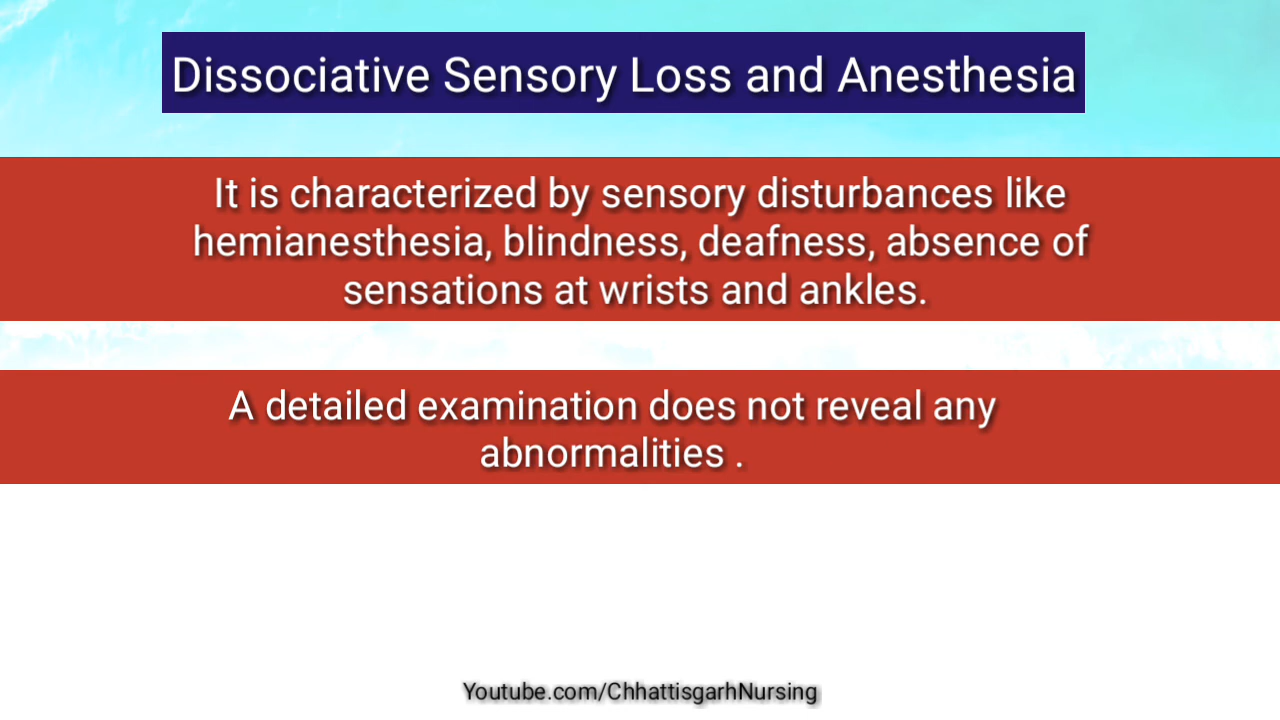 Dissociative Sensory Loss and Anesthesia
It is characterized by sensory disturbances like
hemianesthesia, blindness, deafness, absence of
sensations at wrists and ankles.
A detailed examination does not reveal any
abnormalities .
Youtube.com/ChhattisgarhNursing